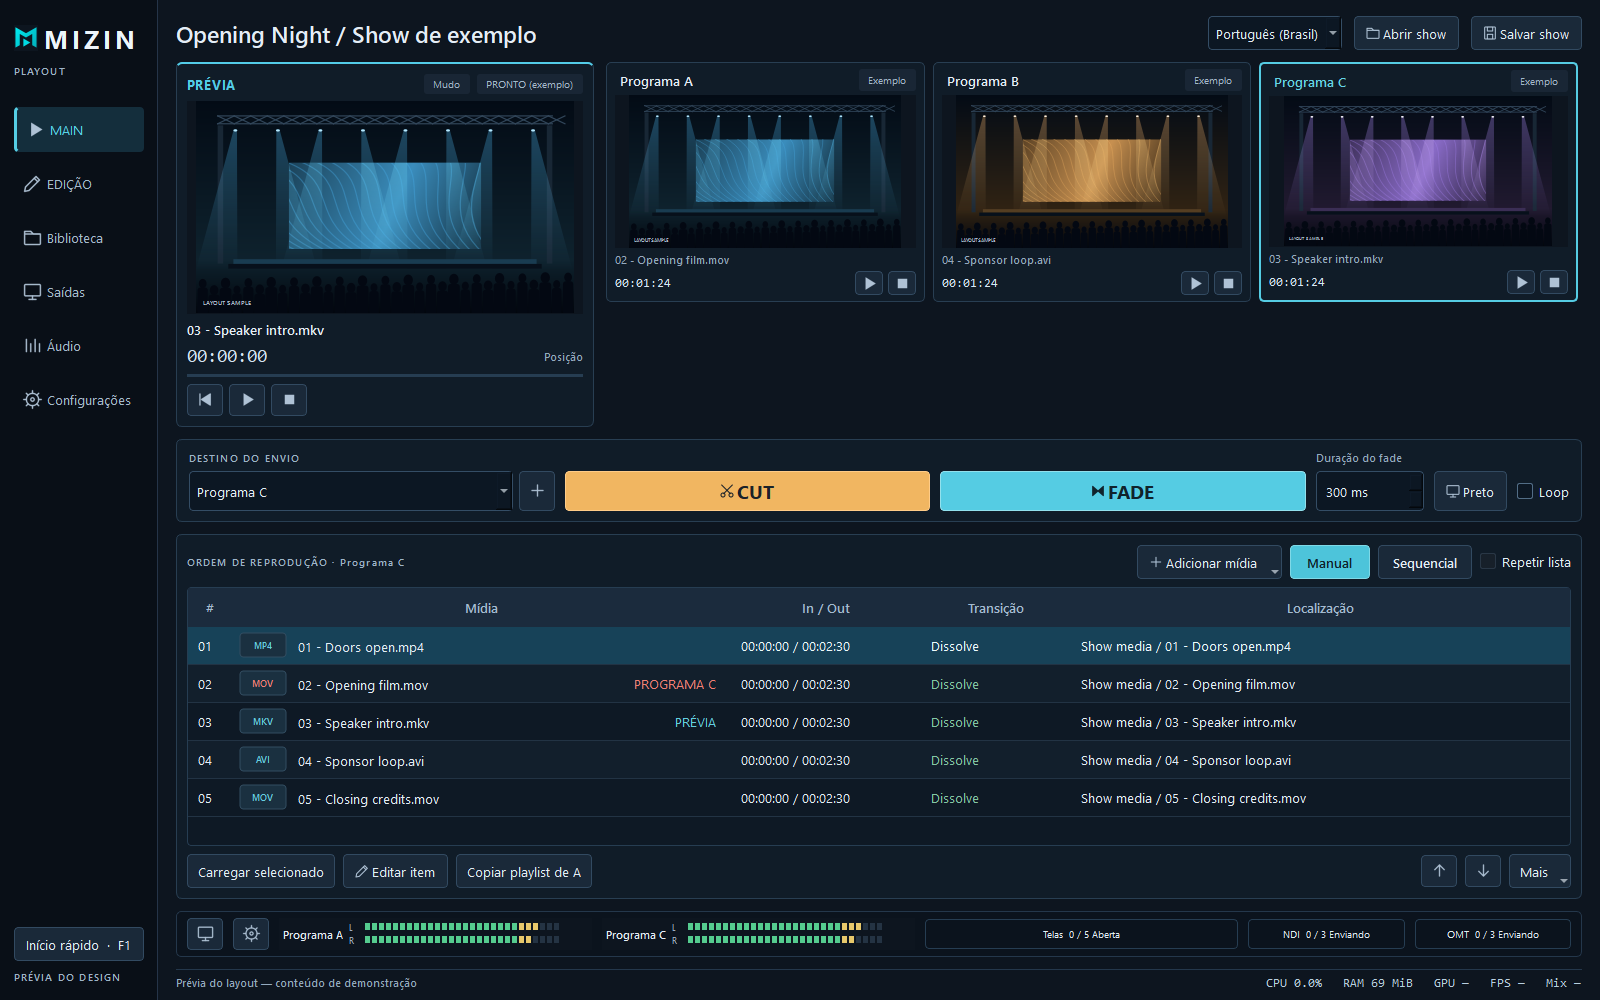 MIZIN
PLAYOUT
MAIN
EDIÇÃO
Biblioteca
Saídas
Áudio
Configurações
Início rápido · F1
PRÉVIA DO DESIGN
Opening Night / Show de exemplo
Português (Brasil)
Abrir show
Salvar show
PRÉVIA
Mudo
PRONTO (exemplo)
LAYOUT SAMPLE
03 - Speaker intro.mkv
00:00:00
Posição
Programa A
Exemplo
LAYOUT SAMPLE
02 - Opening film.mov
00:01:24
Programa B
Exemplo
LAYOUT SAMPLE
04 - Sponsor loop.avi
00:01:24
Programa C
Exemplo
LAYOUT SAMPLE
03 - Speaker intro.mkv
00:01:24
DESTINO DO ENVIO
Programa C
CUT
FADE
Duração do fade
300 ms
Preto
Loop
ORDEM DE REPRODUÇÃO · Programa C
Adicionar mídia
Manual
Sequencial
Repetir lista
# Mídia In / Out Transição Localização
01 MP4 01 - Doors open.mp4 00:00:00 / 00:02:30 Dissolve Show media / 01 - Doors open.mp4
02 MOV 02 - Opening film.mov PROGRAMA C 00:00:00 / 00:02:30 Dissolve Show media / 02 - Opening film.mov
03 MKV 03 - Speaker intro.mkv PRÉVIA 00:00:00 / 00:02:30 Dissolve Show media / 03 - Speaker intro.mkv
04 AVI 04 - Sponsor loop.avi 00:00:00 / 00:02:30 Dissolve Show media / 04 - Sponsor loop.avi
05 MOV 05 - Closing credits.mov 00:00:00 / 00:02:30 Dissolve Show media / 05 - Closing credits.mov
Carregar selecionado
Editar item
Copiar playlist de A
Mais
Programa A L R
Programa C L R
Telas 0 / 5 Aberta
NDI 0 / 3 Enviando
OMT 0 / 3 Enviando
Prévia do layout — conteúdo de demonstração
CPU 0.0% RAM 69 MiB GPU — FPS — Mix —